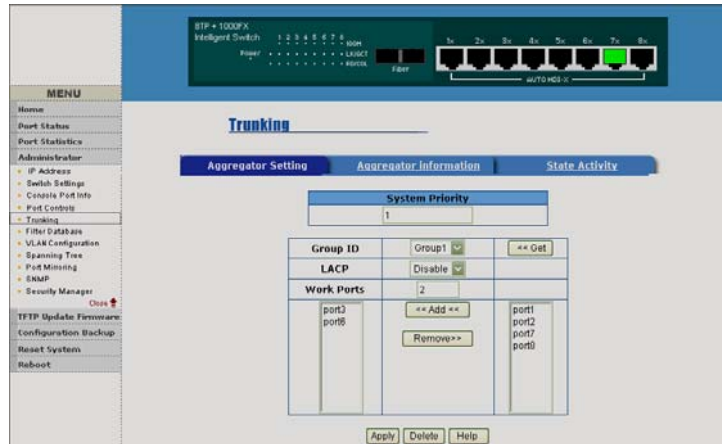 8TP + 1000FX
Intelligent Switch
1 2 3 4 5 6 7 8
100M
Power
LK/ACT
FD/COL
Fiber
1x 2x 3x 4x 5x 6x 7x 8x
AUTO MDI-X
MENU
Home
Port Status
Port Statistics
Administrator
IP Address
Switch Settings
Console Port Info
Port Controls
Trunking
Filter Database
VLAN Configuration
Spanning Tree
Port Mirroring
SNMP
Security Manager
Close
TFTP Update Firmware
Configuration Backup
Reset System
Reboot
Trunking
Aggregator Setting
Aggregator Information
State Activity
System Priority
1
Group ID
Group1
<< Get
LACP
Disable
Work Ports
2
port3
port6
<< Add <<
Remove>>
port1
port2
port7
port8
Apply
Delete
Help